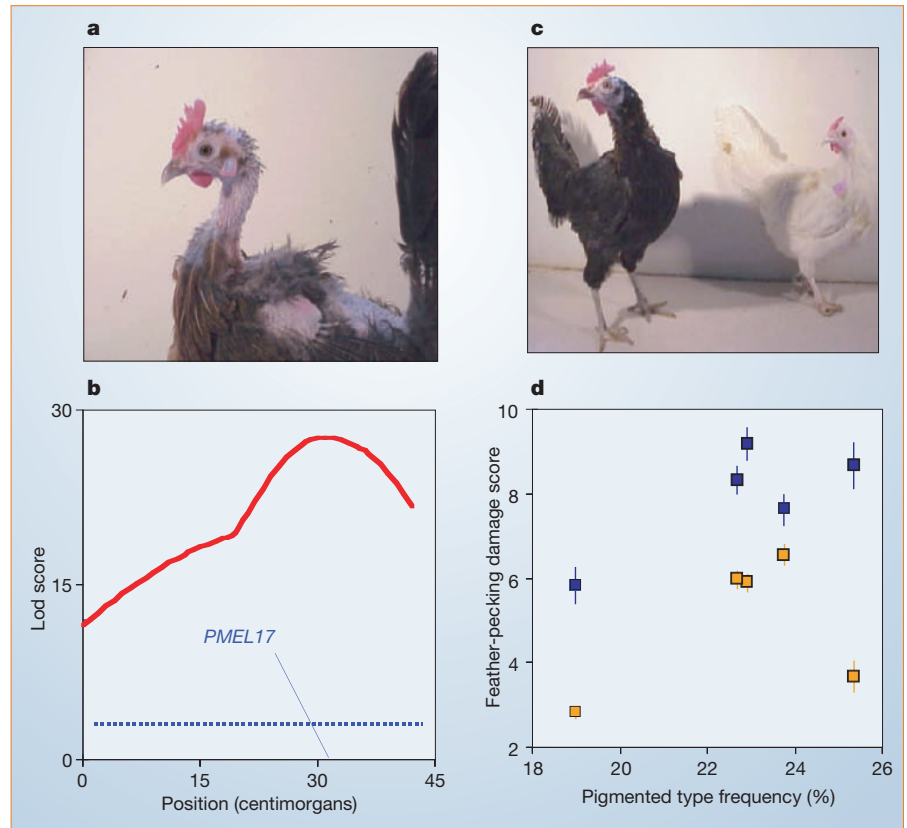 a
c
b
30
15
0
0
15
30
45
Lod score
PMEL17
Position (centimorgans)
d
10
8
6
4
2
18
20
22
24
26
Feather-pecking damage score
Pigmented type frequency (%)